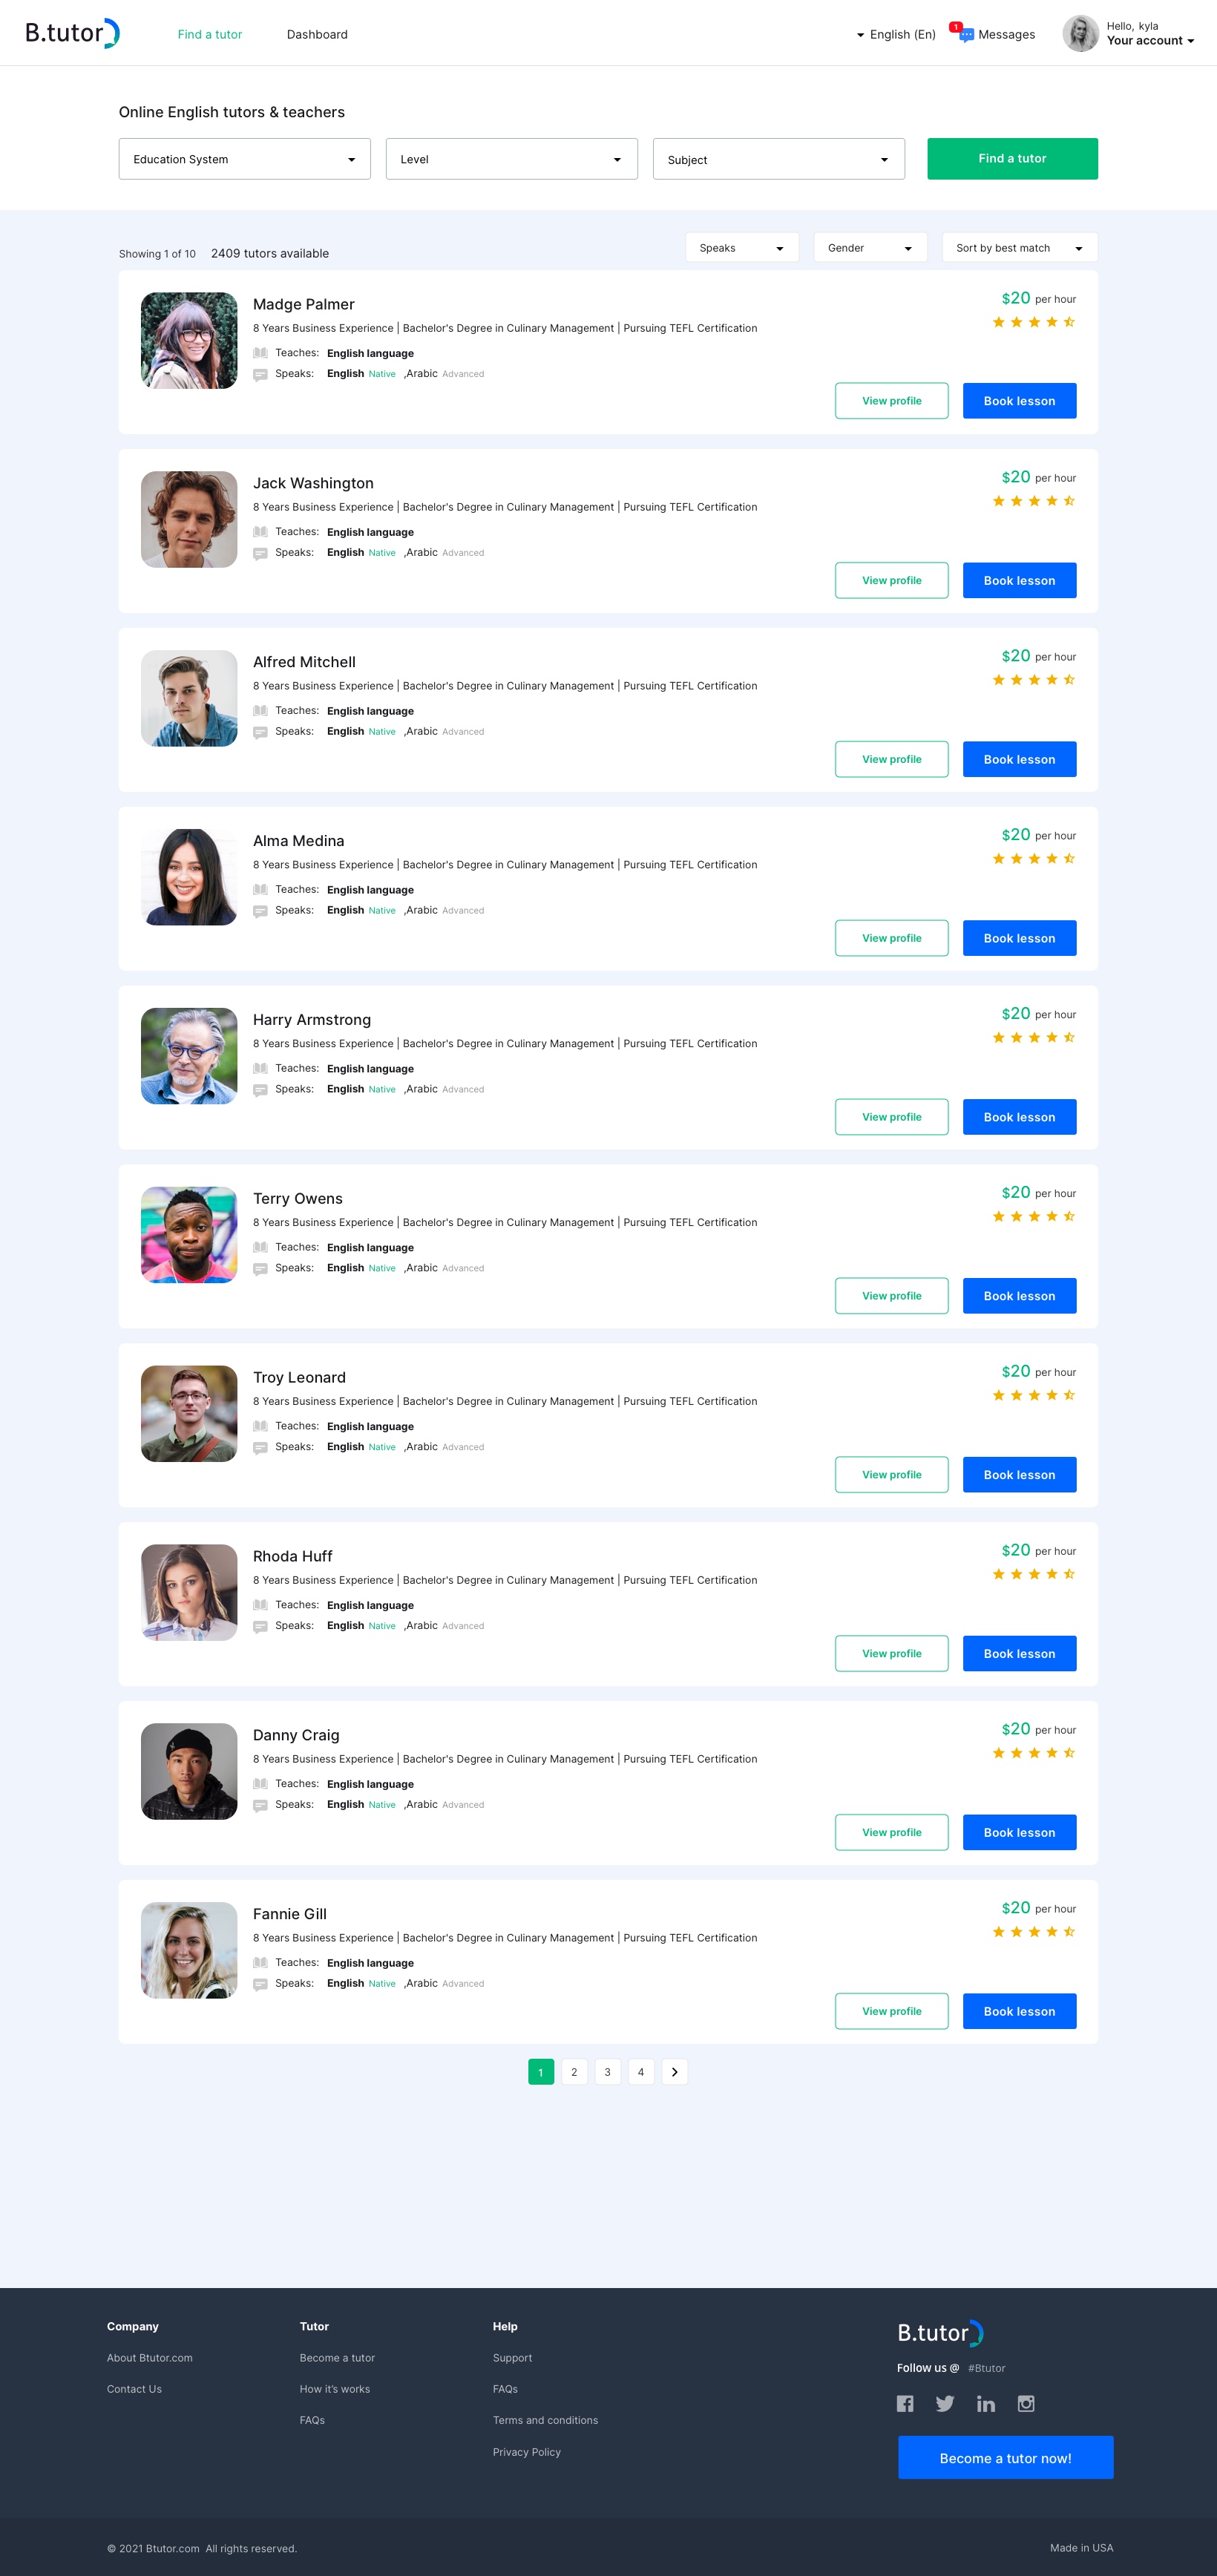 B.tutor
Find a tutor
Dashboard
English (En)
1
Messages
Hello, kyla
Your account
Online English tutors & teachers
Education System
Level
Subject
Find a tutor
Showing 1 of 10
2409 tutors available
Speaks
Gender
Sort by best match
Madge Palmer
$20 per hour
8 Years Business Experience | Bachelor's Degree in Culinary Management | Pursuing TEFL Certification
Teaches: English language
Speaks: English Native ,Arabic Advanced
View profile
Book lesson
Jack Washington
$20 per hour
8 Years Business Experience | Bachelor's Degree in Culinary Management | Pursuing TEFL Certification
Teaches: English language
Speaks: English Native ,Arabic Advanced
View profile
Book lesson
Alfred Mitchell
$20 per hour
8 Years Business Experience | Bachelor's Degree in Culinary Management | Pursuing TEFL Certification
Teaches: English language
Speaks: English Native ,Arabic Advanced
View profile
Book lesson
Alma Medina
$20 per hour
8 Years Business Experience | Bachelor's Degree in Culinary Management | Pursuing TEFL Certification
Teaches: English language
Speaks: English Native ,Arabic Advanced
View profile
Book lesson
Harry Armstrong
$20 per hour
8 Years Business Experience | Bachelor's Degree in Culinary Management | Pursuing TEFL Certification
Teaches: English language
Speaks: English Native ,Arabic Advanced
View profile
Book lesson
Terry Owens
$20 per hour
8 Years Business Experience | Bachelor's Degree in Culinary Management | Pursuing TEFL Certification
Teaches: English language
Speaks: English Native ,Arabic Advanced
View profile
Book lesson
Troy Leonard
$20 per hour
8 Years Business Experience | Bachelor's Degree in Culinary Management | Pursuing TEFL Certification
Teaches: English language
Speaks: English Native ,Arabic Advanced
View profile
Book lesson
Rhoda Huff
$20 per hour
8 Years Business Experience | Bachelor's Degree in Culinary Management | Pursuing TEFL Certification
Teaches: English language
Speaks: English Native ,Arabic Advanced
View profile
Book lesson
Danny Craig
$20 per hour
8 Years Business Experience | Bachelor's Degree in Culinary Management | Pursuing TEFL Certification
Teaches: English language
Speaks: English Native ,Arabic Advanced
View profile
Book lesson
Fannie Gill
$20 per hour
8 Years Business Experience | Bachelor's Degree in Culinary Management | Pursuing TEFL Certification
Teaches: English language
Speaks: English Native ,Arabic Advanced
View profile
Book lesson
1 2 3 4
Company
About Btutor.com
Contact Us
Tutor
Become a tutor
How it's works
FAQs
Help
Support
FAQs
Terms and conditions
Privacy Policy
B.tutor
Follow us @ #Btutor
Become a tutor now!
© 2021 Btutor.com All rights reserved.
Made in USA